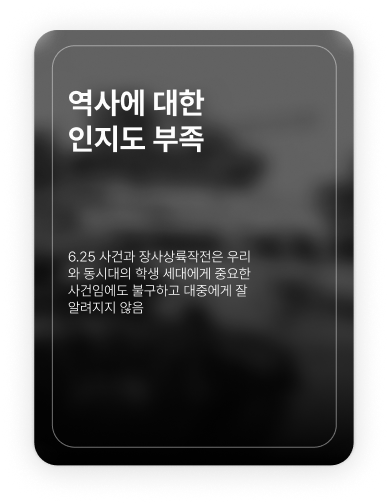 역사에 대한
인지도 부족
6.25 사건과 장사상륙작전은 우리
와 동시대의 학생 세대에게 중요한
사건임에도 불구하고 대중에게 잘
알려지지 않음